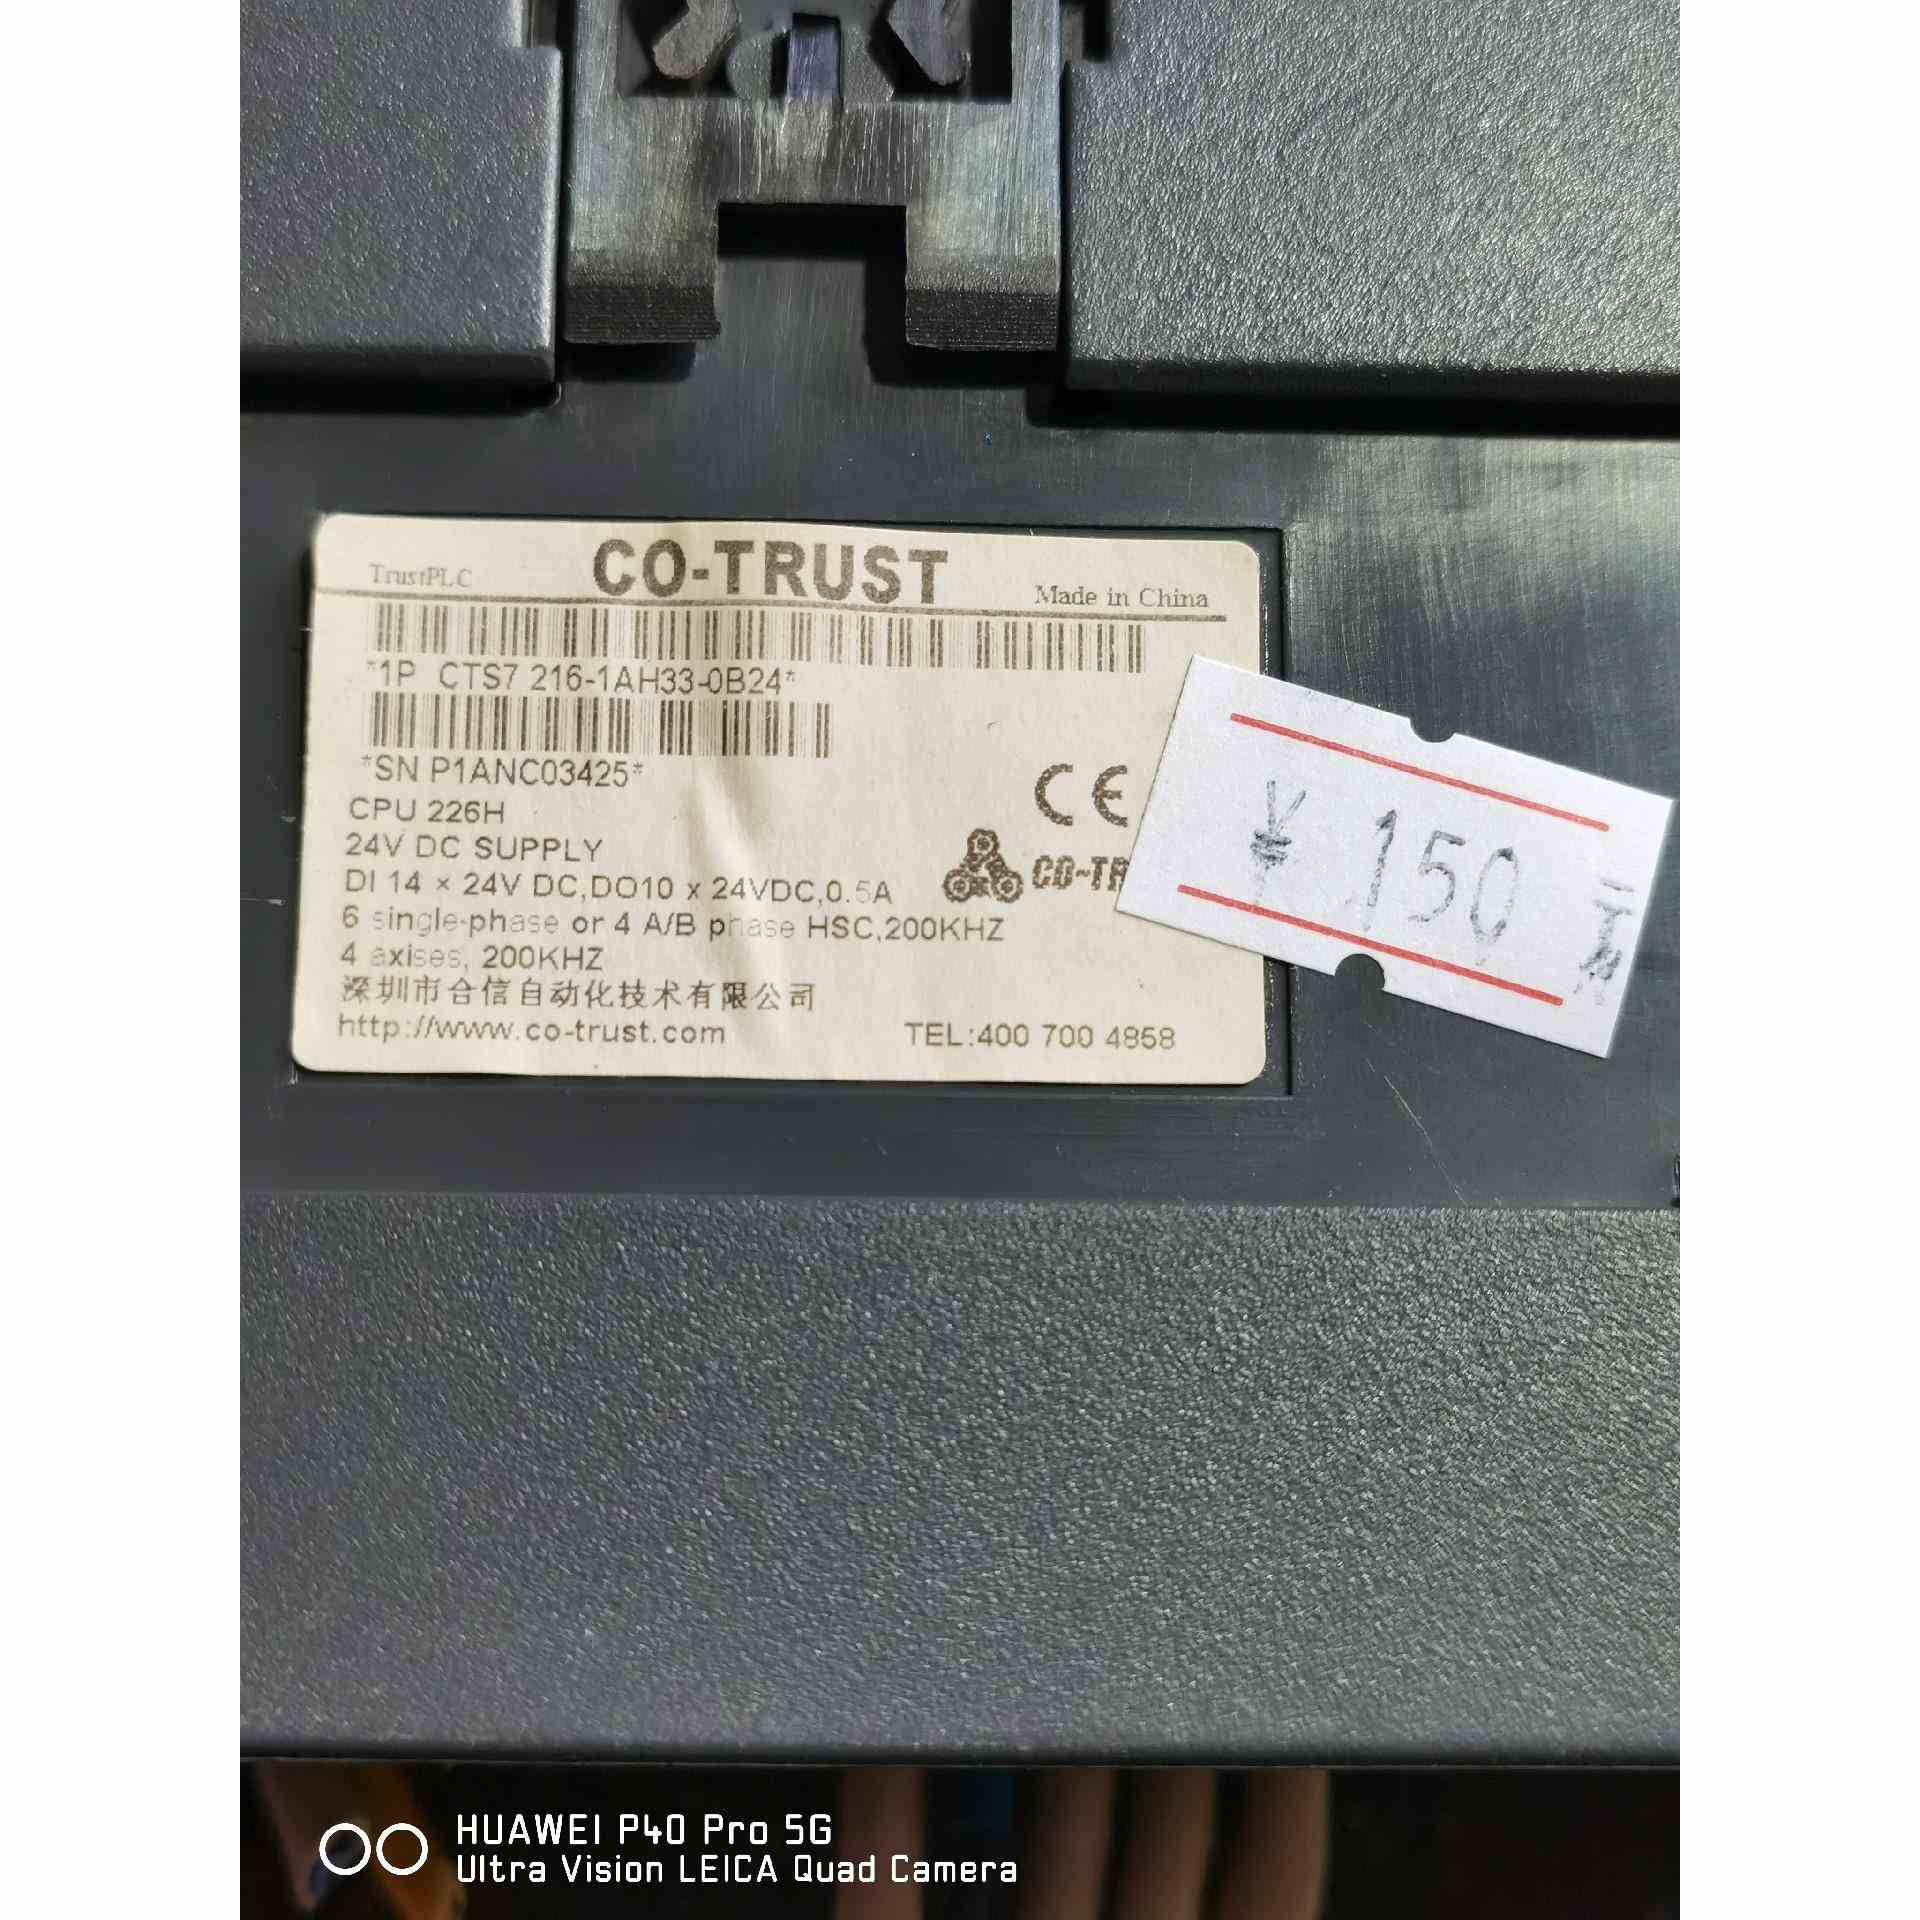 TrustPLC CO-TRUST Made in China
*1P CTS7 216-1AH33-0B24*
*SN P1ANC03425*
CPU 226H
24V DC SUPPLY
DI 14 × 24V DC,DO10 x 24VDC,0.5A
6 single-phase or 4 A/B phase HSC,200KHZ
4 axises, 200KHZ
深圳市合信自动化技术有限公司
http://www.co-trust.com TEL:400 700 4858
CE
CO-TR
¥ 150
HUAWEI P40 Pro 5G
Ultra Vision LEICA Quad Camera